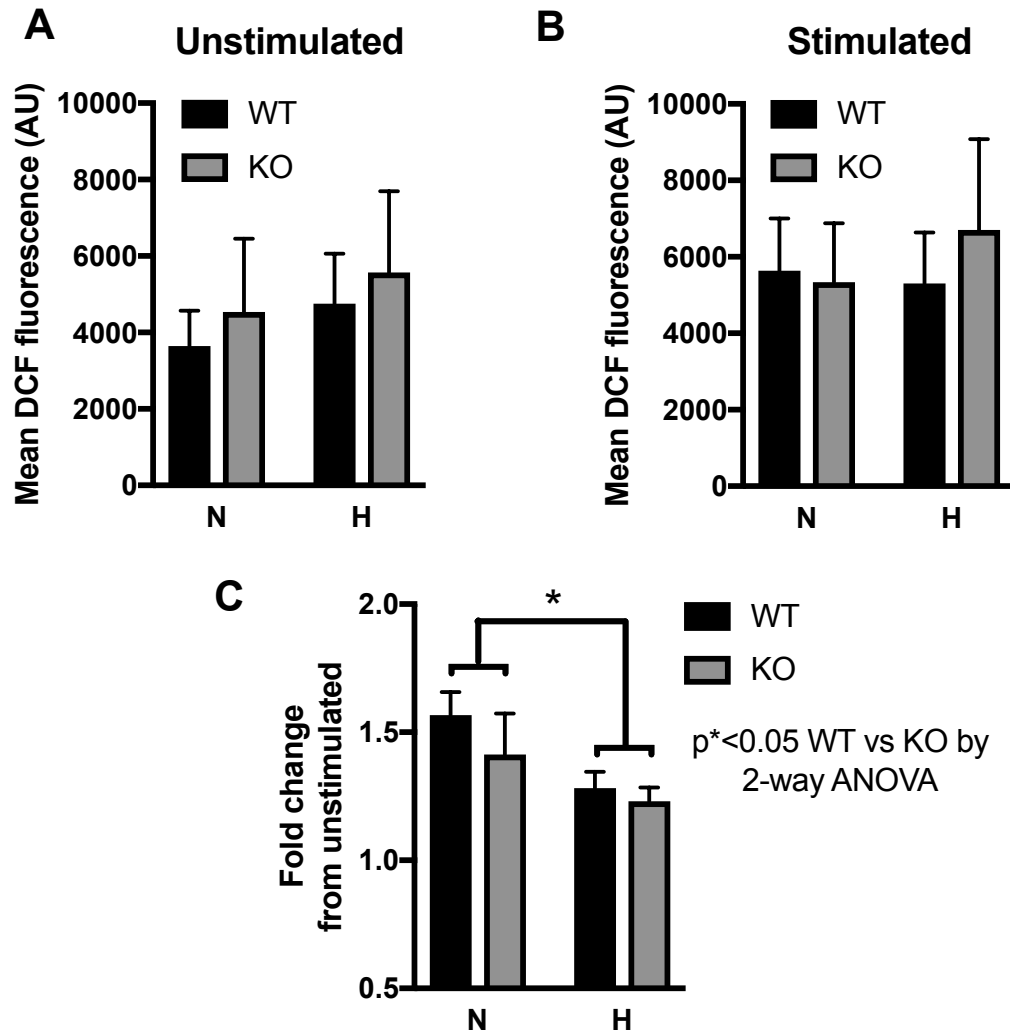 A
Unstimulated
Mean DCF fluorescence (AU)
10000
8000
6000
4000
2000
0
WT
KO
N
H
B
Stimulated
Mean DCF fluorescence (AU)
10000
8000
6000
4000
2000
0
WT
KO
N
H
C
Fold change
from unstimulated
2.0
1.5
1.0
0.5
*
WT
KO
p*<0.05 WT vs KO by
2-way ANOVA
N
H